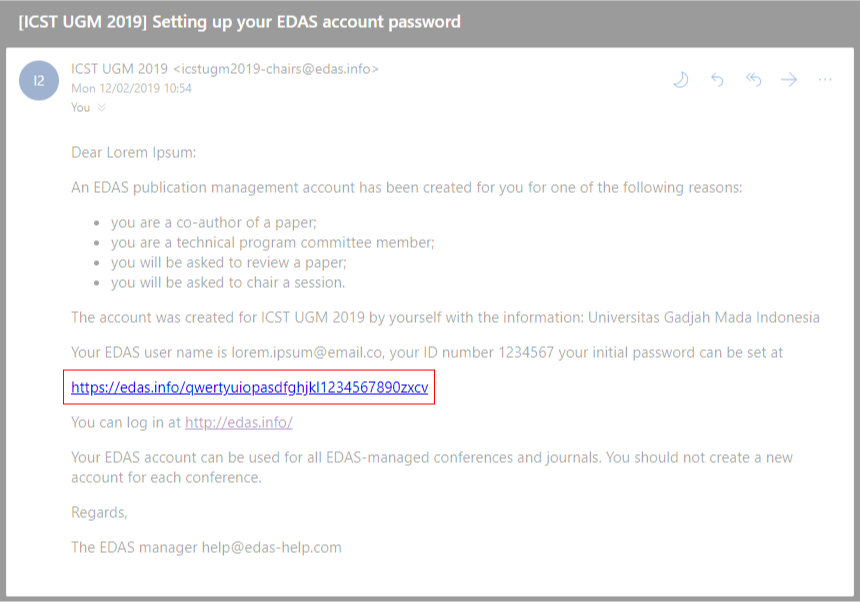 [ICST UGM 2019] Setting up your EDAS account password
I2
ICST UGM 2019 <icstugm2019-chairs@edas.info>
Mon 12/02/2019 10:54
You
Dear Lorem Ipsum:
An EDAS publication management account has been created for you for one of the following reasons:
• you are a co-author of a paper;
• you are a technical program committee member;
• you will be asked to review a paper;
• you will be asked to chair a session.
The account was created for ICST UGM 2019 by yourself with the information: Universitas Gadjah Mada Indonesia
Your EDAS user name is lorem.ipsum@email.co, your ID number 1234567 your initial password can be set at
https://edas.info/qwertyuiopasdfghjkl1234567890zxcv
You can log in at http://edas.info/
Your EDAS account can be used for all EDAS-managed conferences and journals. You should not create a new
account for each conference.
Regards,
The EDAS manager help@edas-help.com